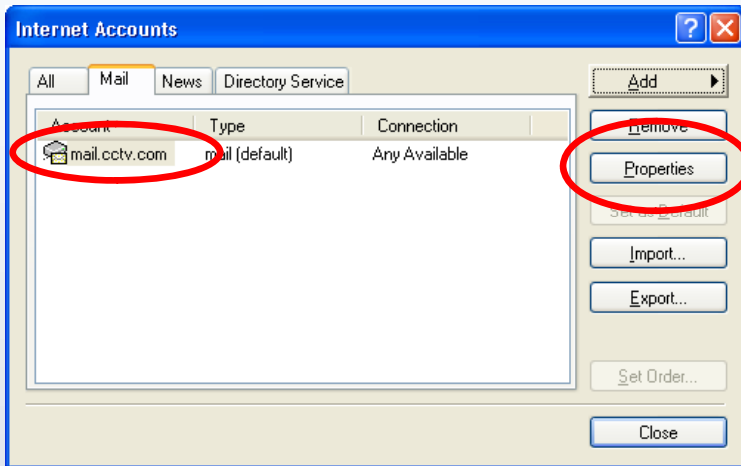 Internet Accounts
All Mail News Directory Service
Add
Account Type Connection
Remove
mail.cctv.com mail (default) Any Available
Properties
Set as Default
Import...
Export...
Set Order...
Close